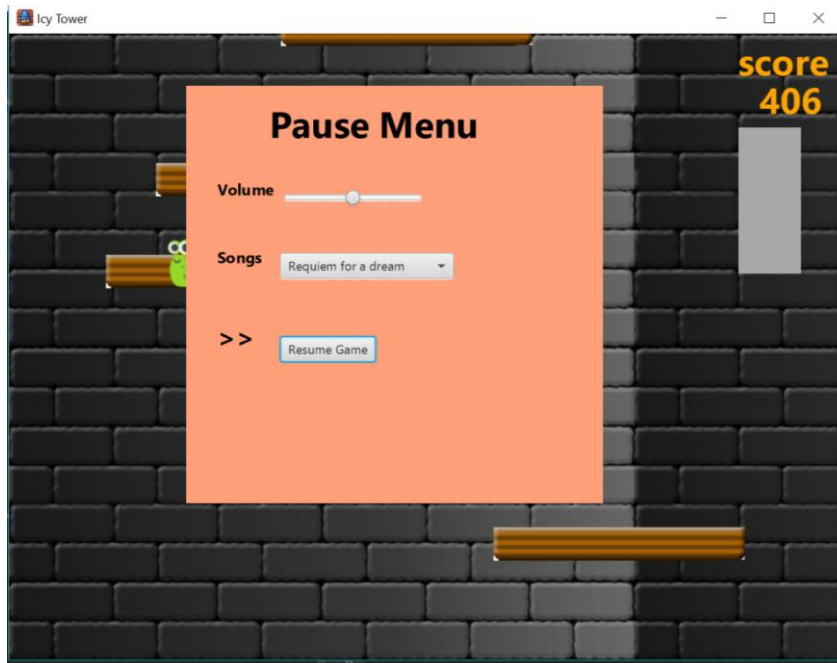 Icy Tower
score
406
Pause Menu
Volume
Songs
Requiem for a dream
>>
Resume Game